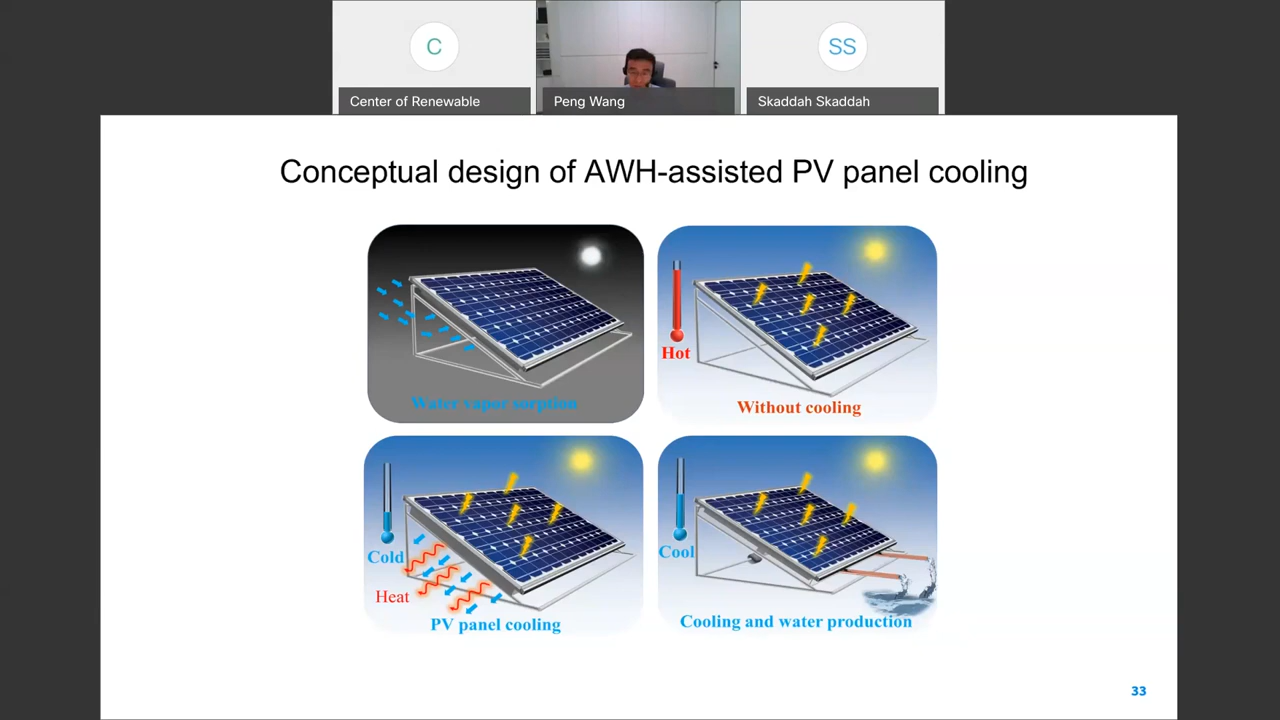 C
SS
Center of Renewable
Peng Wang
Skaddah Skaddah
Conceptual design of AWH-assisted PV panel cooling
Water vapor sorption
Hot
Without cooling
Cold
Heat
PV panel cooling
Cool
Cooling and water production
33